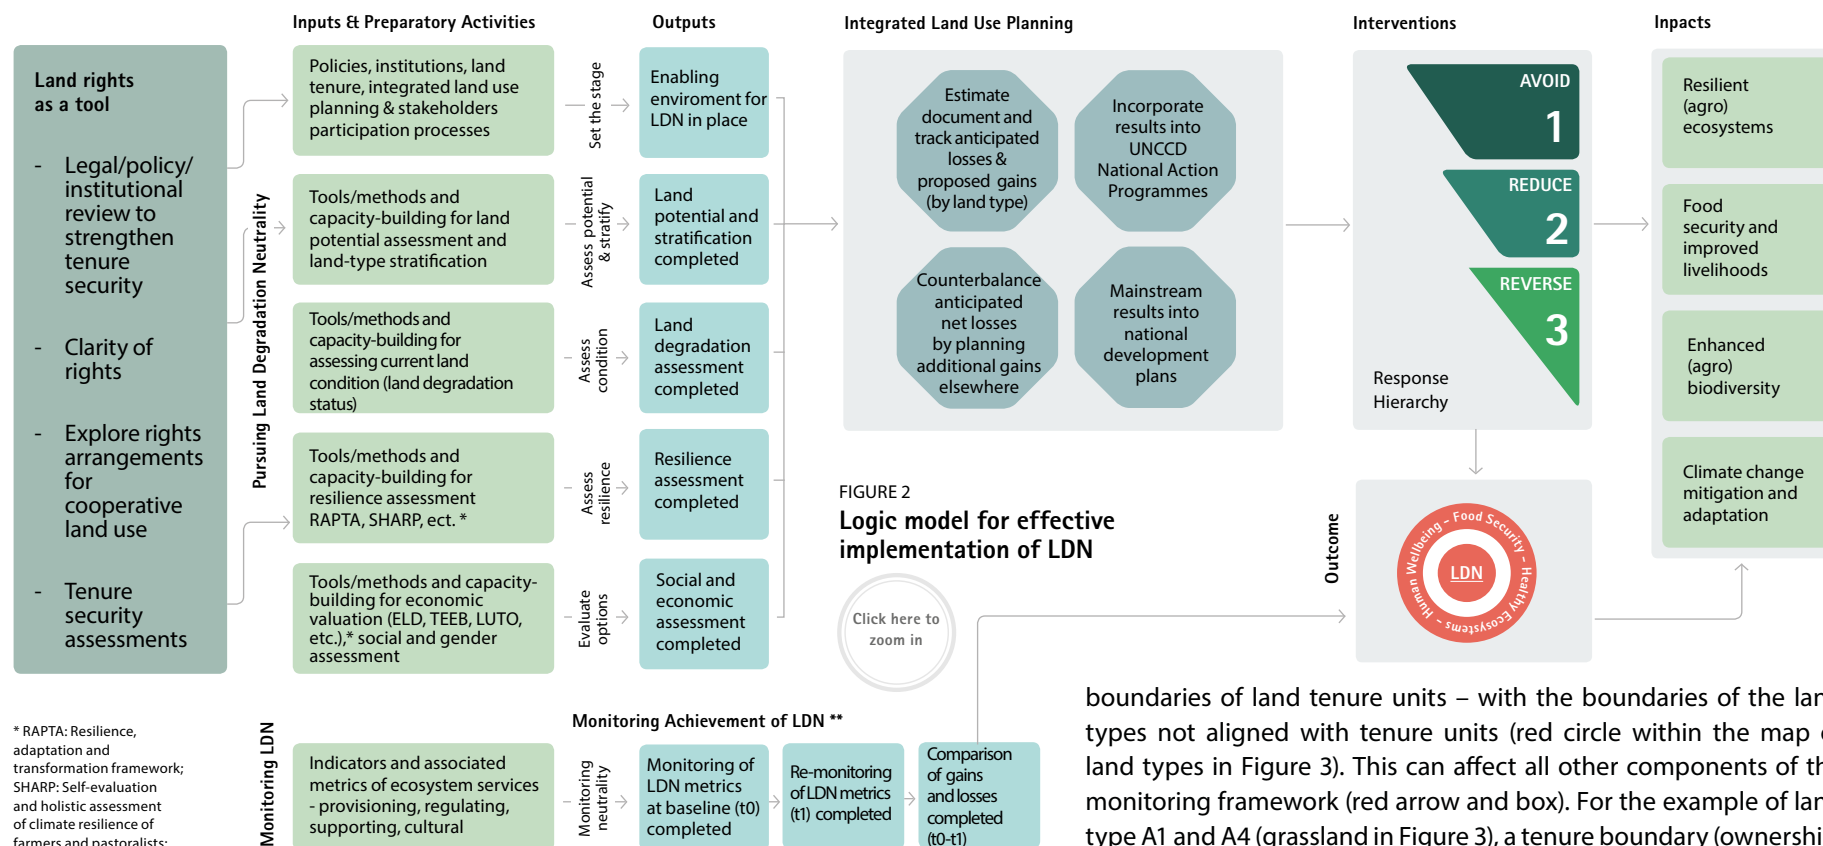 Inputs & Preparatory Activities
Outputs
Integrated Land Use Planning
Interventions
Inpacts
Land rights
as a tool
- Legal/policy/
institutional
review to
strengthen
tenure
security
- Clarity of
rights
- Explore rights
arrangements
for
cooperative
land use
- Tenure
security
assessments
Pursuing Land Degradation Neutrality
Policies, institutions, land
tenure, integrated land use
planning & stakeholders
participation processes
Set the stage
Enabling
enviroment for
LDN in place
Tools/methods and
capacity-building for land
potential assessment and
land-type stratification
Assess potential
& stratify
Land
potential and
stratification
completed
Tools/methods and
capacity-building for
assessing current land
condition (land degradation
status)
Assess
condition
Land
degradation
assessment
completed
Tools/methods and
capacity-building for
resilience assessment
RAPTA, SHARP, ect. *
Assess
resilience
Resilience
assessment
completed
Tools/methods and capacity-
building for economic
valuation (ELD, TEEB, LUTO,
etc.),* social and gender
assessment
Evaluate
options
Social and
economic
assessment
completed
Estimate
document and
track anticipated
losses &
proposed gains
(by land type)
Incorporate
results into
UNCCD
National Action
Programmes
Counterbalance
anticipated
net losses
by planning
additional gains
elsewhere
Mainstream
results into
national
development
plans
AVOID
1
REDUCE
2
REVERSE
3
Response
Hierarchy
Resilient
(agro)
ecosystems
Food
security and
improved
livelihoods
Enhanced
(agro)
biodiversity
Climate change
mitigation and
adaptation
FIGURE 2
Logic model for effective
implementation of LDN
Click here to
zoom in
Outcome
Human Wellbeing – Food Security – Healthy Ecosystems –
LDN
* RAPTA: Resilience,
adaptation and
transformation framework;
SHARP: Self-evaluation
and holistic assessment
of climate resilience of
farmers and pastoralists;
Monitoring LDN
Monitoring Achievement of LDN **
Indicators and associated
metrics of ecosystem services
- provisioning, regulating,
supporting, cultural
Monitoring
neutrality
Monitoring of
LDN metrics
at baseline (t0)
completed
Re-monitoring
of LDN metrics
(t1) completed
Comparison
of gains
and losses
completed
(t0-t1)
boundaries of land tenure units – with the boundaries of the lan
types not aligned with tenure units (red circle within the map
land types in Figure 3). This can affect all other components of th
monitoring framework (red arrow and box). For the example of lan
type A1 and A4 (grassland in Figure 3), a tenure boundary (ownershi